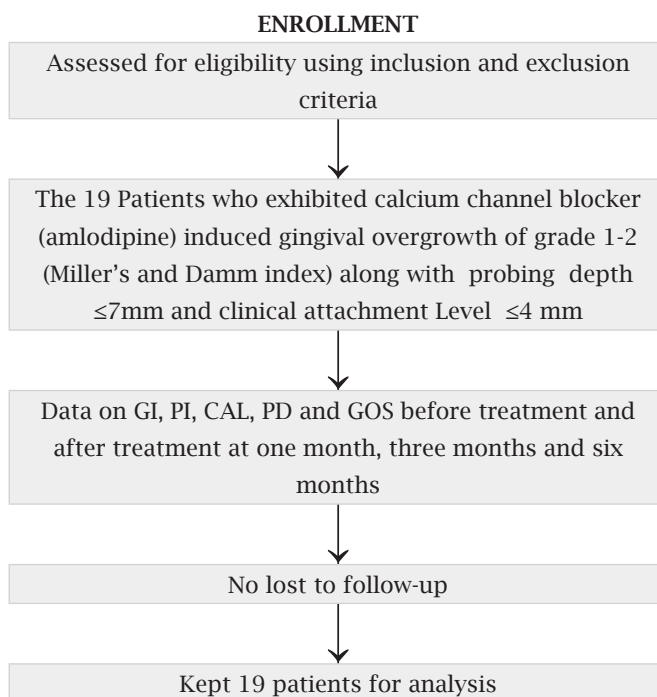 ENROLLMENT
Assessed for eligibility using inclusion and exclusion
criteria
The 19 Patients who exhibited calcium channel blocker
(amlodipine) induced gingival overgrowth of grade 1-2
(Miller's and Damm index) along with probing depth
≤7mm and clinical attachment Level ≤4 mm
Data on GI, PI, CAL, PD and GOS before treatment and
after treatment at one month, three months and six
months
No lost to follow-up
Kept 19 patients for analysis